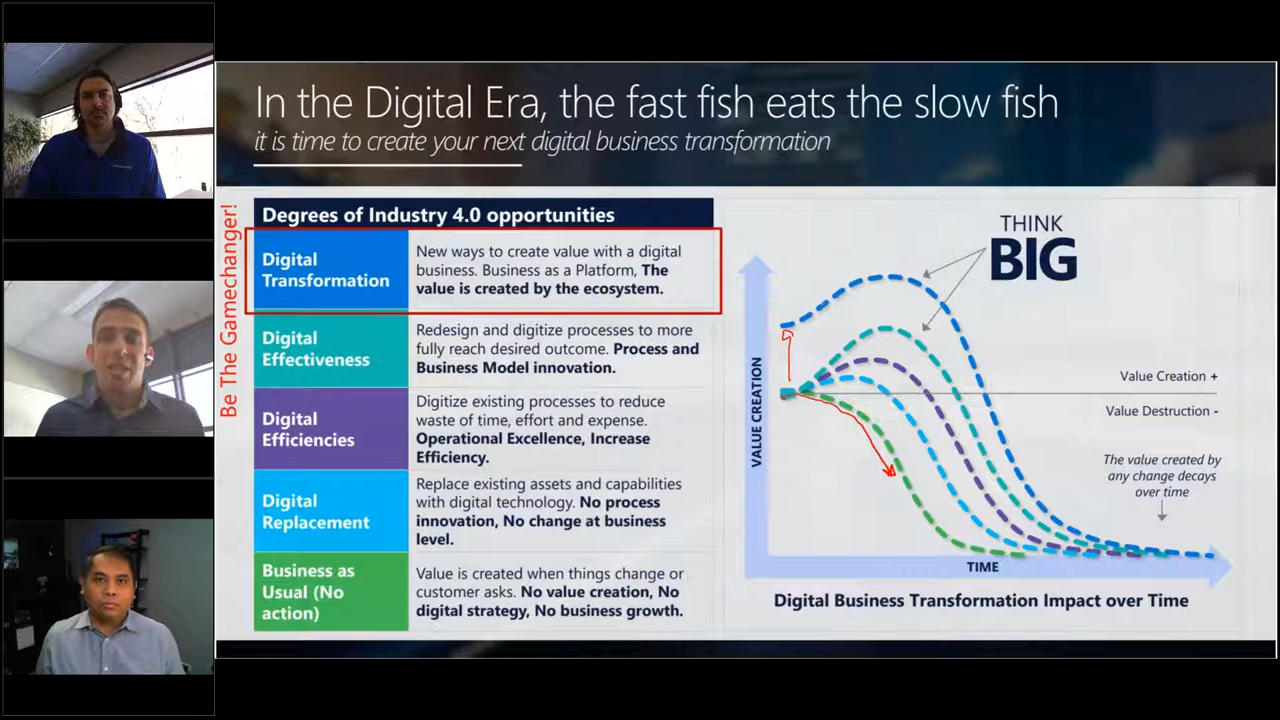 In the Digital Era, the fast fish eats the slow fish
it is time to create your next digital business transformation
Be The Gamechanger!
Degrees of Industry 4.0 opportunities
Digital
Transformation
New ways to create value with a digital
business. Business as a Platform, The
value is created by the ecosystem.
Digital
Effectiveness
Redesign and digitize processes to more
fully reach desired outcome. Process and
Business Model innovation.
Digital
Efficiencies
Digitize existing processes to reduce
waste of time, effort and expense.
Operational Excellence, Increase
Efficiency.
Digital
Replacement
Replace existing assets and capabilities
with digital technology. No process
innovation, No change at business
level.
Business as
Usual (No
action)
Value is created when things change or
customer asks. No value creation, No
digital strategy, No business growth.
THINK
BIG
VALUE CREATION
Value Creation +
Value Destruction -
The value created by
any change decays
over time
TIME
Digital Business Transformation Impact over Time